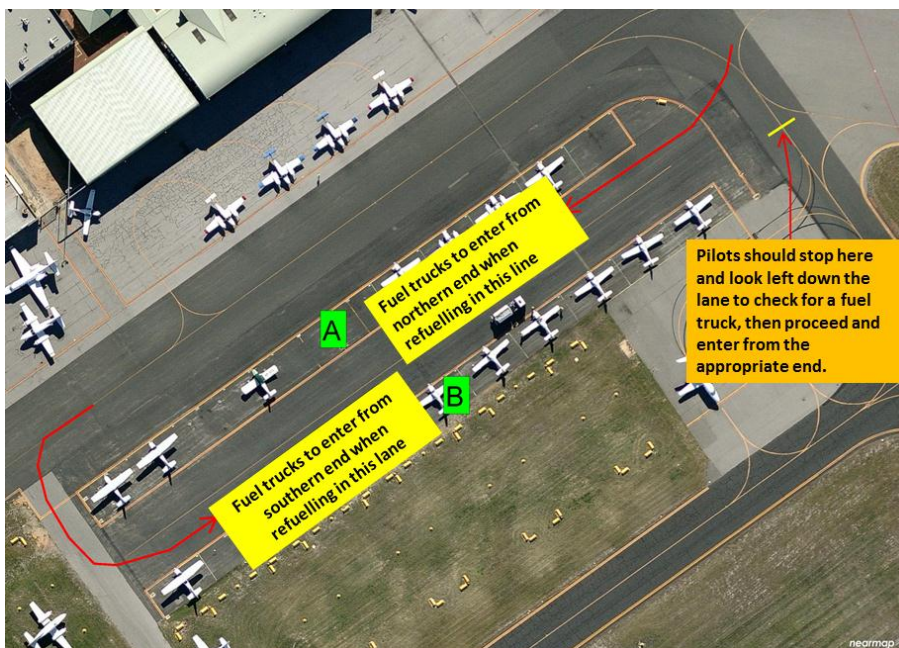 Fuel trucks to enter from
northern end when
refuelling in this line
A
Pilots should stop here
and look left down the
lane to check for a fuel
truck, then proceed and
enter from the
appropriate end.
B
Fuel trucks to enter from
southern end when
refuelling in this lane
nearmap